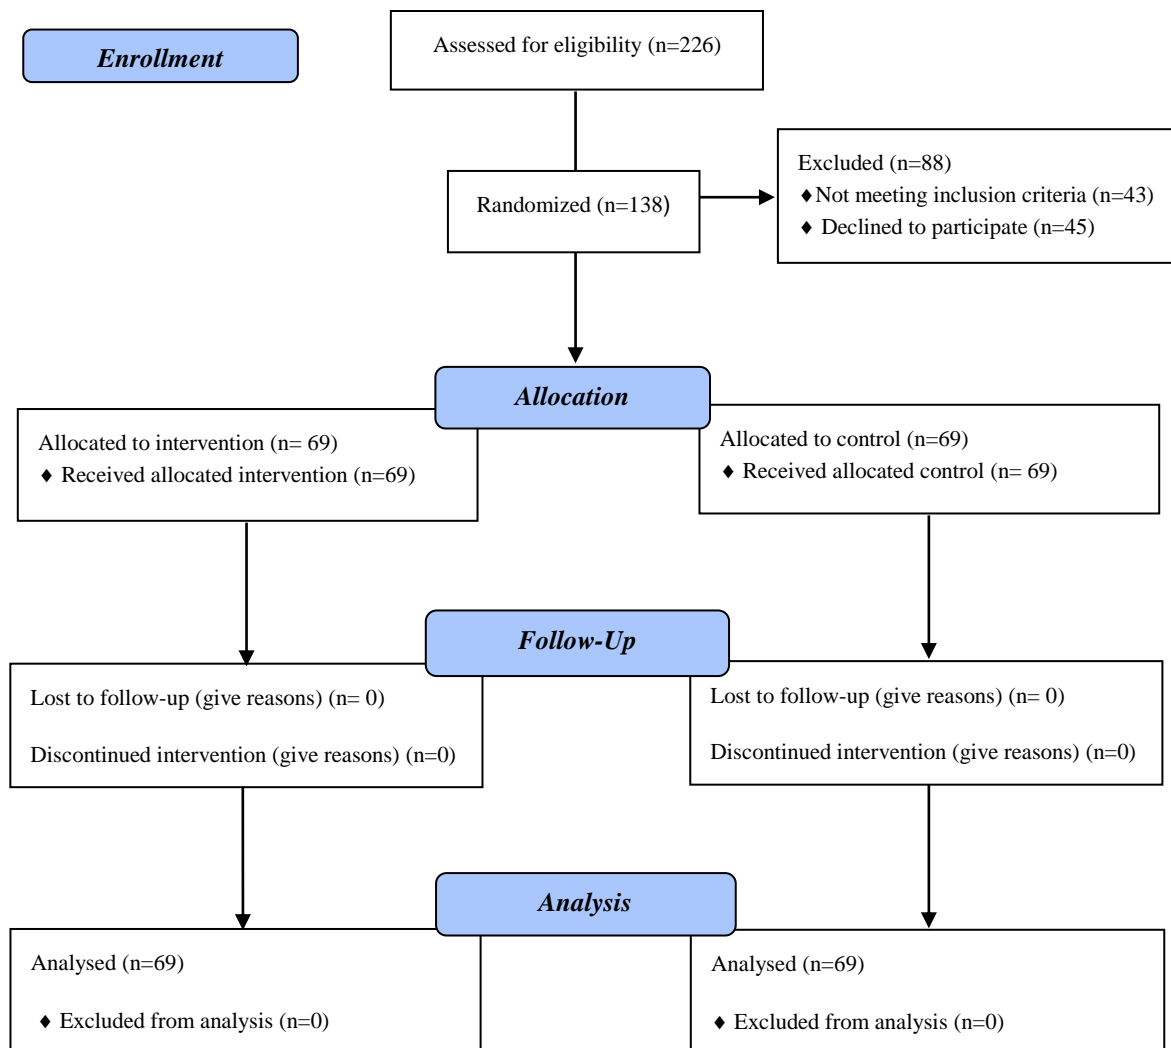 Enrollment
Assessed for eligibility (n=226)
Excluded (n=88)
♦Not meeting inclusion criteria (n=43)
♦ Declined to participate (n=45)
Randomized (n=138)
Allocation
Allocated to intervention (n= 69)
♦ Received allocated intervention (n=69)
Allocated to control (n=69)
♦ Received allocated control (n= 69)
Follow-Up
Lost to follow-up (give reasons) (n= 0)
Discontinued intervention (give reasons) (n=0)
Lost to follow-up (give reasons) (n= 0)
Discontinued intervention (give reasons) (n=0)
Analysis
Analysed (n=69)
♦ Excluded from analysis (n=0)
Analysed (n=69)
♦ Excluded from analysis (n=0)